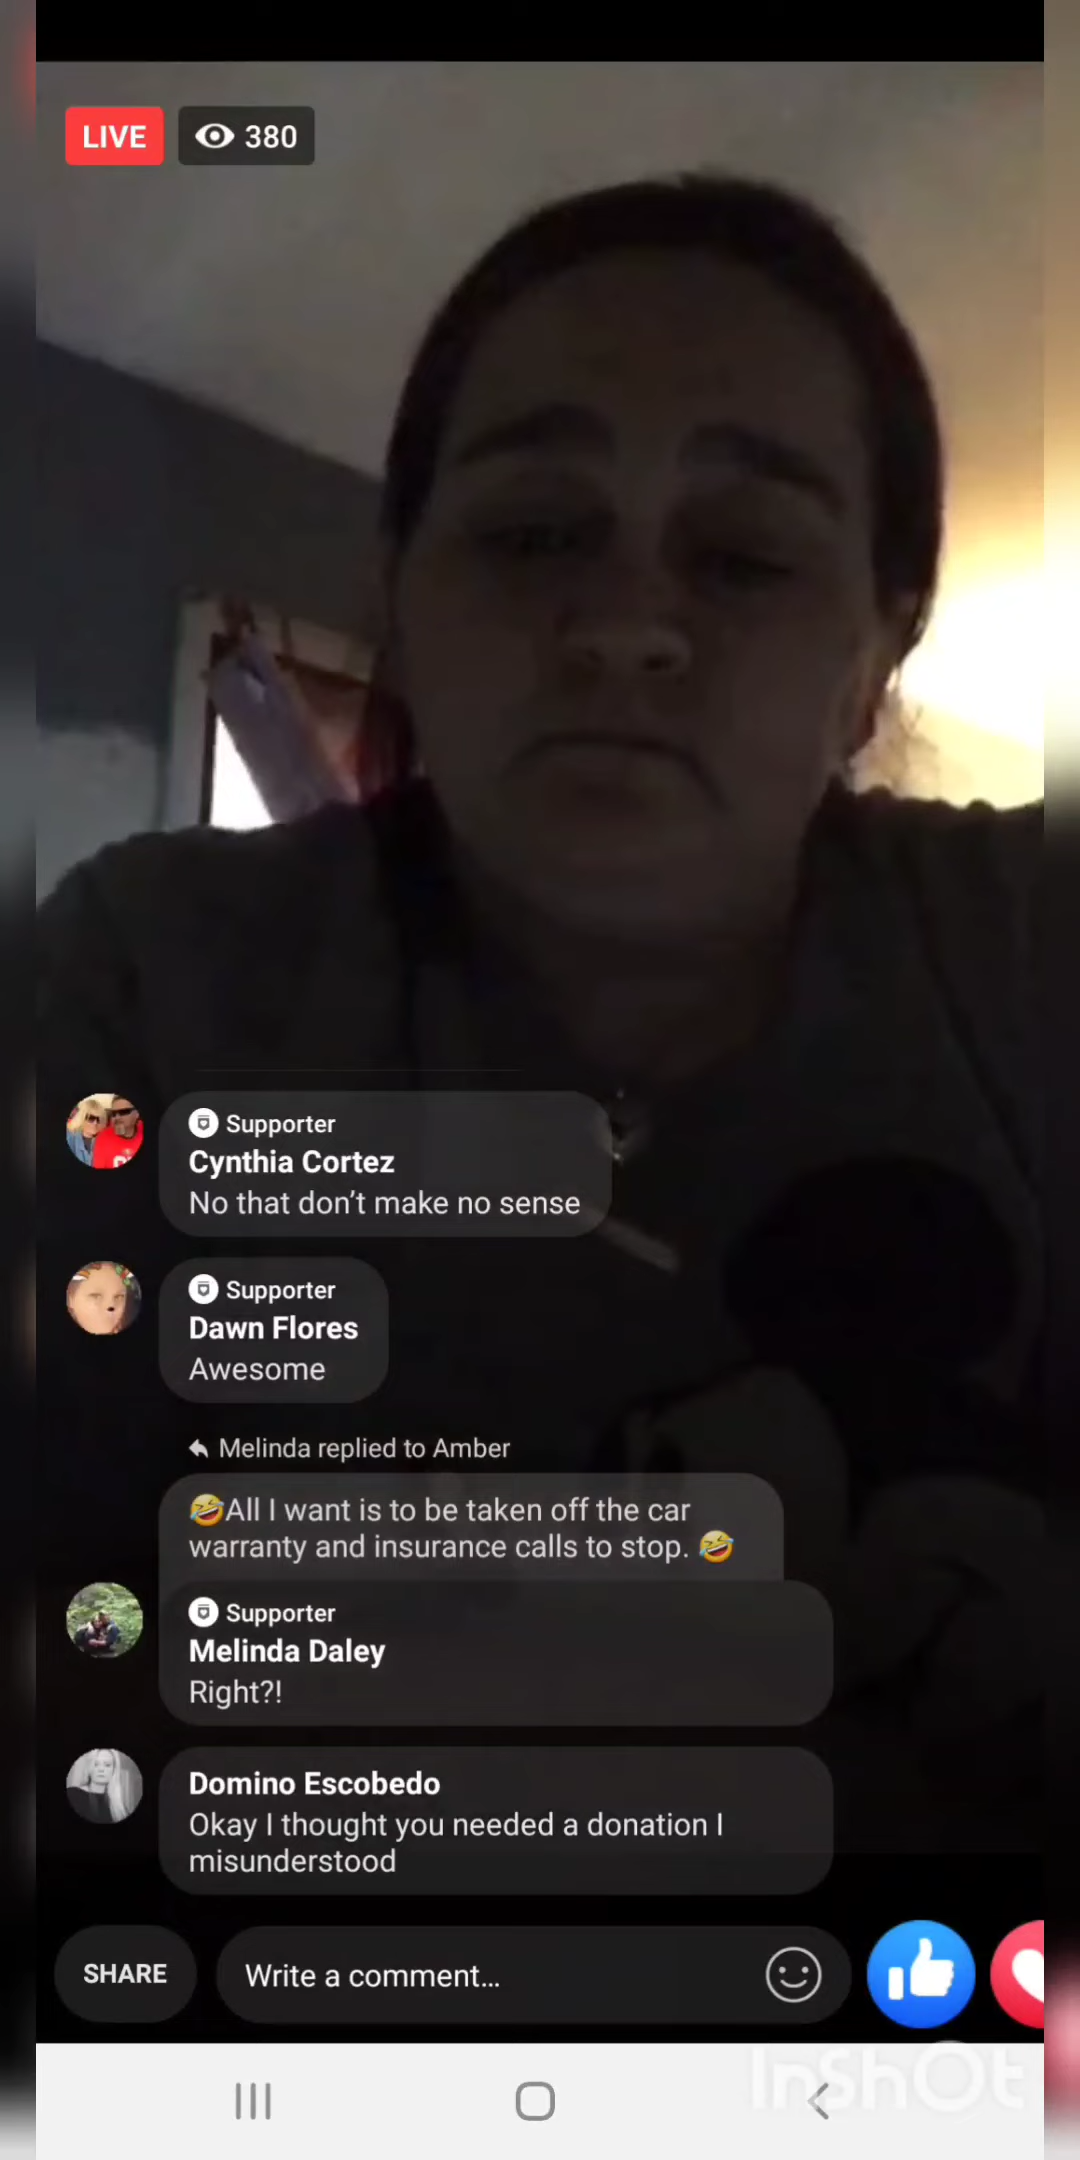 LIVE 380
Supporter
Cynthia Cortez
No that don't make no sense
Supporter
Dawn Flores
Awesome
Melinda replied to Amber
🤣All I want is to be taken off the car
warranty and insurance calls to stop. 🤣
Supporter
Melinda Daley
Right?!
Domino Escobedo
Okay I thought you needed a donation I
misunderstood
SHARE
Write a comment...
InShOt